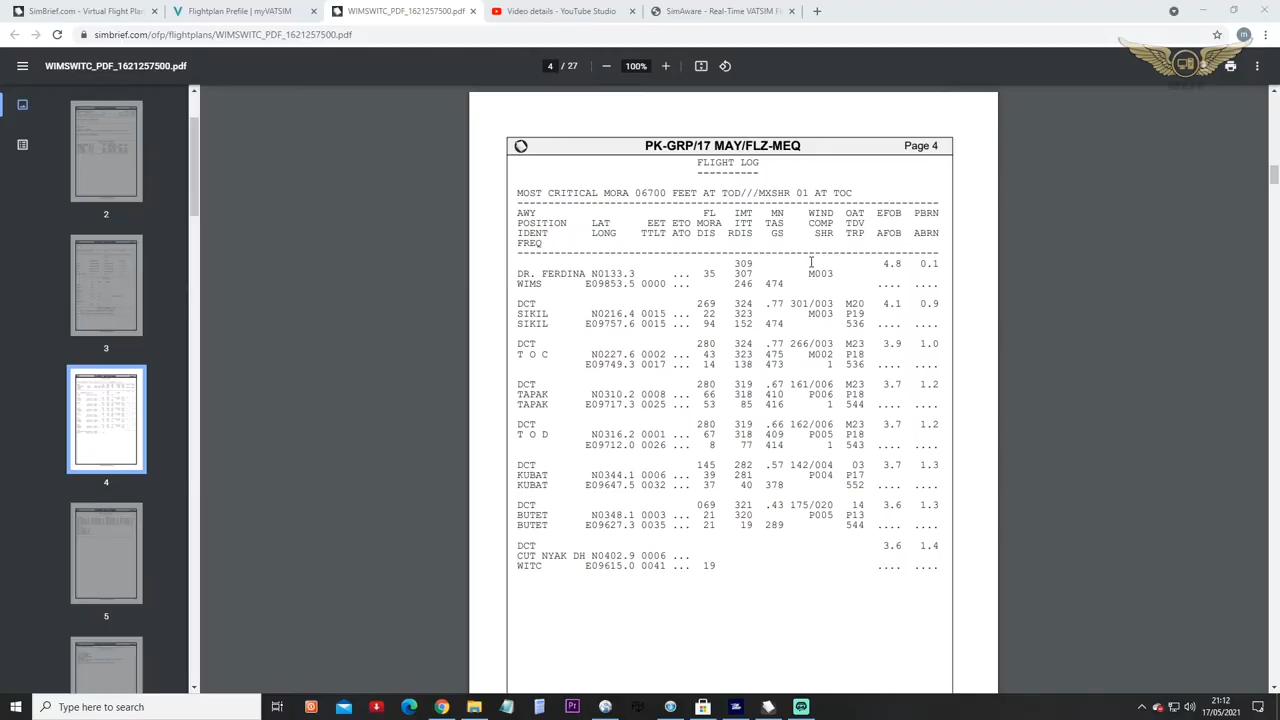 SimBrief.com - Virtual Flight Plan
Flightplan Prefile | myVATSIM
WIMSWITC_PDF_1621257500.pdf
Video details - YouTube Studio
SimAware - Real-Time VATSIM Fl
simbrief.com/ofp/flightplans/WIMSWITC_PDF_1621257500.pdf
m
WIMSWITC_PDF_1621257500.pdf
4 / 27
100%
2
3
4
5
PK-GRP/17 MAY/FLZ-MEQ Page 4
FLIGHT LOG
----------
MOST CRITICAL MORA 06700 FEET AT TOD///MXSHR 01 AT TOC
AWY FL IMT MN WIND OAT EFOB PBRN
POSITION LAT EET ETO MORA ITT TAS COMP TDV
IDENT LONG TTLT ATO DIS RDIS GS SHR TRP AFOB ABRN
FREQ
309 4.8 0.1
DR. FERDINA N0133.3 ... 35 307 M003
WIMS E09853.5 0000 ... 246 474 .... ....
DCT 269 324 .77 301/003 M20 4.1 0.9
SIKIL N0216.4 0015 ... 22 323 M003 P19
SIKIL E09757.6 0015 ... 94 152 474 536 .... ....
DCT 280 324 .77 266/003 M23 3.9 1.0
T O C N0227.6 0002 ... 43 323 475 M002 P18
E09749.3 0017 ... 14 138 473 1 536 .... ....
DCT 280 319 .67 161/006 M23 3.7 1.2
TAPAK N0310.2 0008 ... 66 318 410 P006 P18
TAPAK E09717.3 0025 ... 53 85 416 1 544 .... ....
DCT 280 319 .66 162/006 M23 3.7 1.2
T O D N0316.2 0001 ... 67 318 409 P005 P18
E09712.0 0026 ... 8 77 414 1 543 .... ....
DCT 145 282 .57 142/004 03 3.7 1.3
KUBAT N0344.1 0006 ... 39 281 P004 P17
KUBAT E09647.5 0032 ... 37 40 378 552 .... ....
DCT 069 321 .43 175/020 14 3.6 1.3
BUTET N0348.1 0003 ... 21 320 P005 P13
BUTET E09627.3 0035 ... 21 19 289 544 .... ....
DCT 3.6 1.4
CUT NYAK DH N0402.9 0006 ...
WITC E09615.0 0041 ... 19 .... ....
Type here to search
21:12
17/05/2021